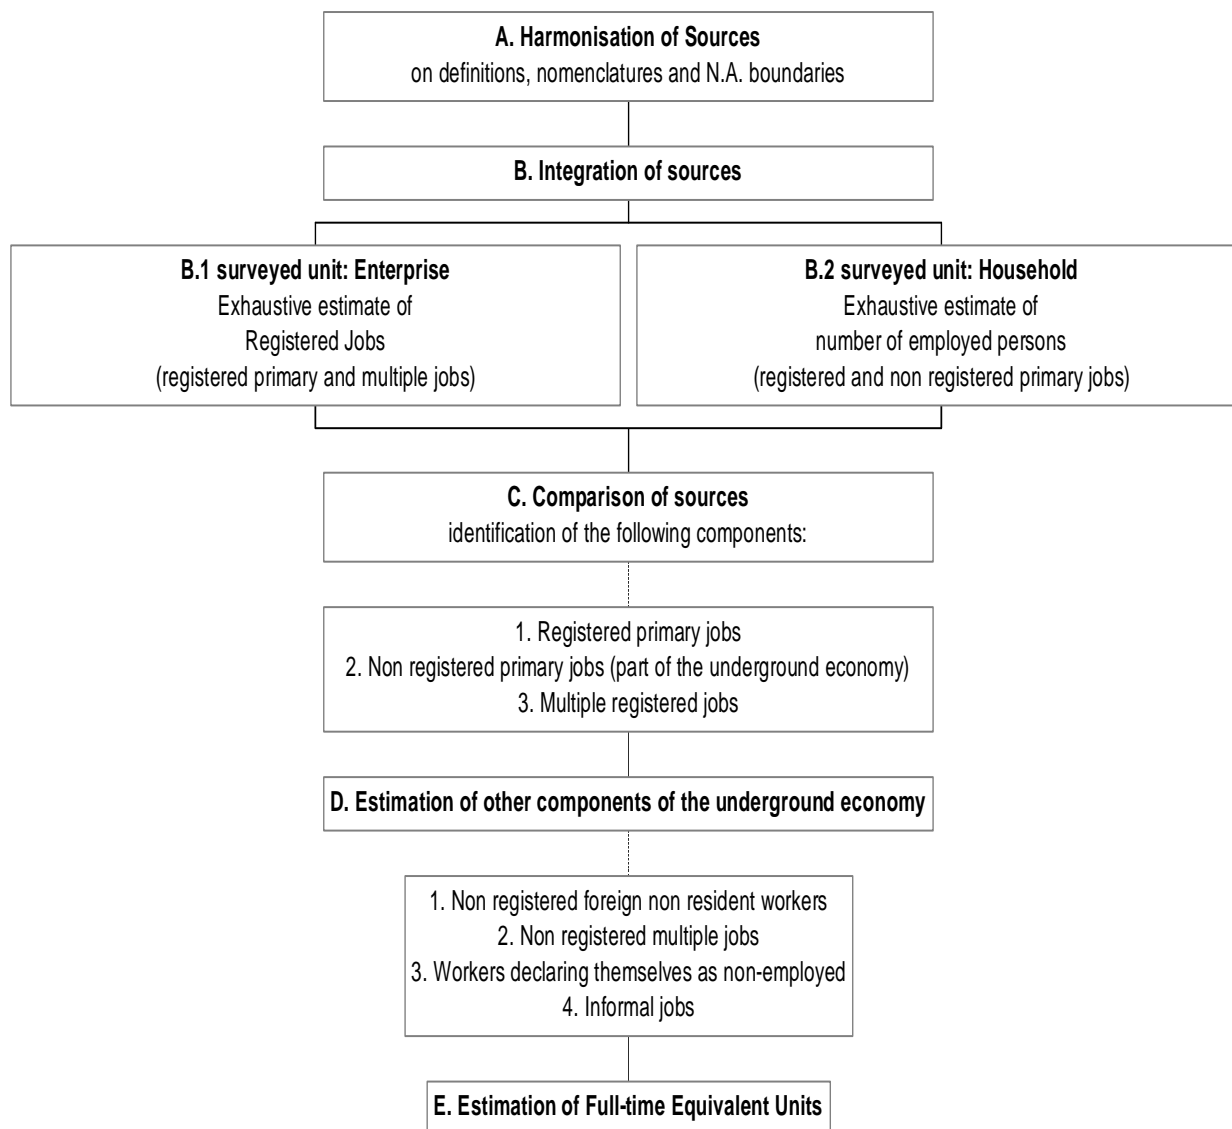 A. Harmonisation of Sources
on definitions, nomenclatures and N.A. boundaries
B. Integration of sources
B.1 surveyed unit: Enterprise
Exhaustive estimate of
Registered Jobs
(registered primary and multiple jobs)
B.2 surveyed unit: Household
Exhaustive estimate of
number of employed persons
(registered and non registered primary jobs)
C. Comparison of sources
identification of the following components:
1. Registered primary jobs
2. Non registered primary jobs (part of the underground economy)
3. Multiple registered jobs
D. Estimation of other components of the underground economy
1. Non registered foreign non resident workers
2. Non registered multiple jobs
3. Workers declaring themselves as non-employed
4. Informal jobs
E. Estimation of Full-time Equivalent Units